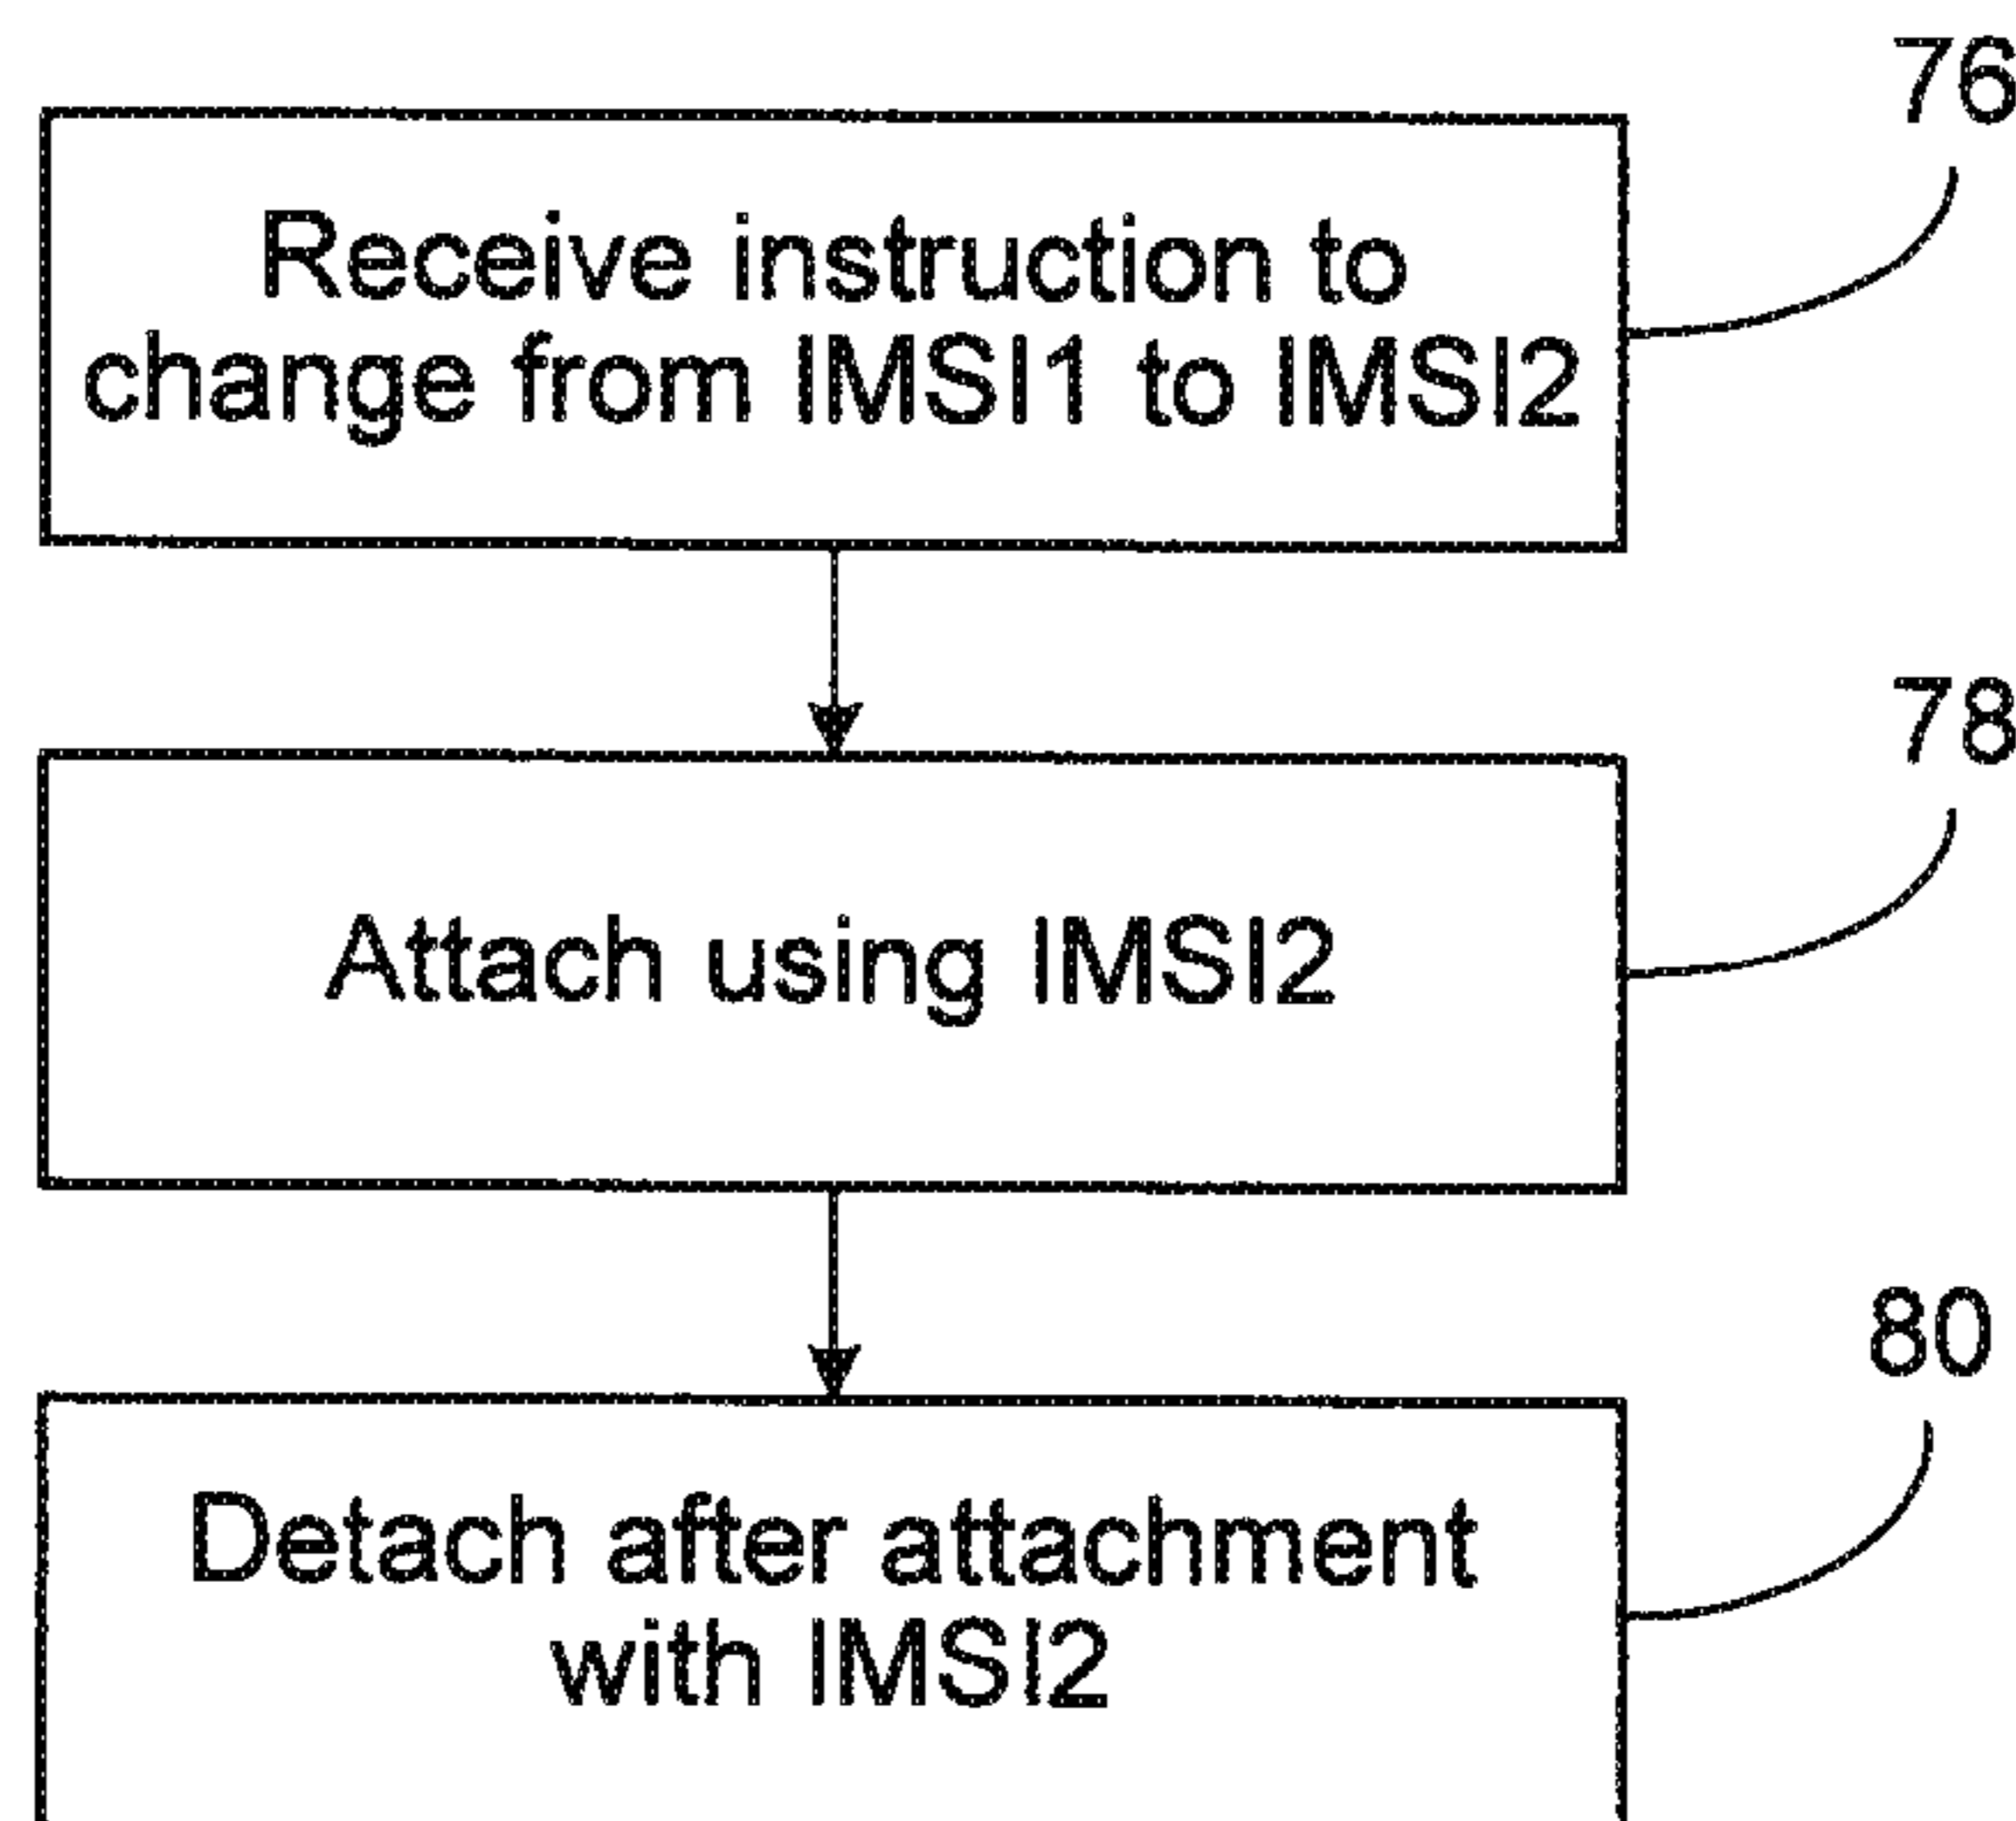 76
Receive instruction to
change from IMSI1 to IMSI2
78
Attach using IMSI2
80
Detach after attachment
with IMSI2